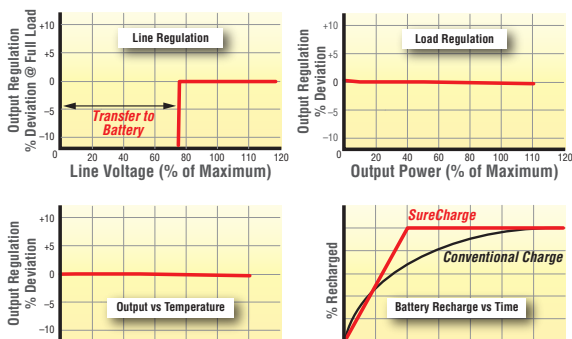 Output Regulation
% Deviation @ Full Load
+10
+5
0
−5
−10
Line Regulation
Transfer to
Battery
20 40 60 80 100 120
Line Voltage (% of Maximum)
Output Regulation
% Deviation
+10
+5
0
−5
−10
Load Regulation
0 20 40 60 80 100 120
Output Power (% of Maximum)
Output Regulation
% Deviation
+10
+5
0
−5
−10
Output vs Temperature
% Recharged
SureCharge
Conventional Charge
Battery Recharge vs Time